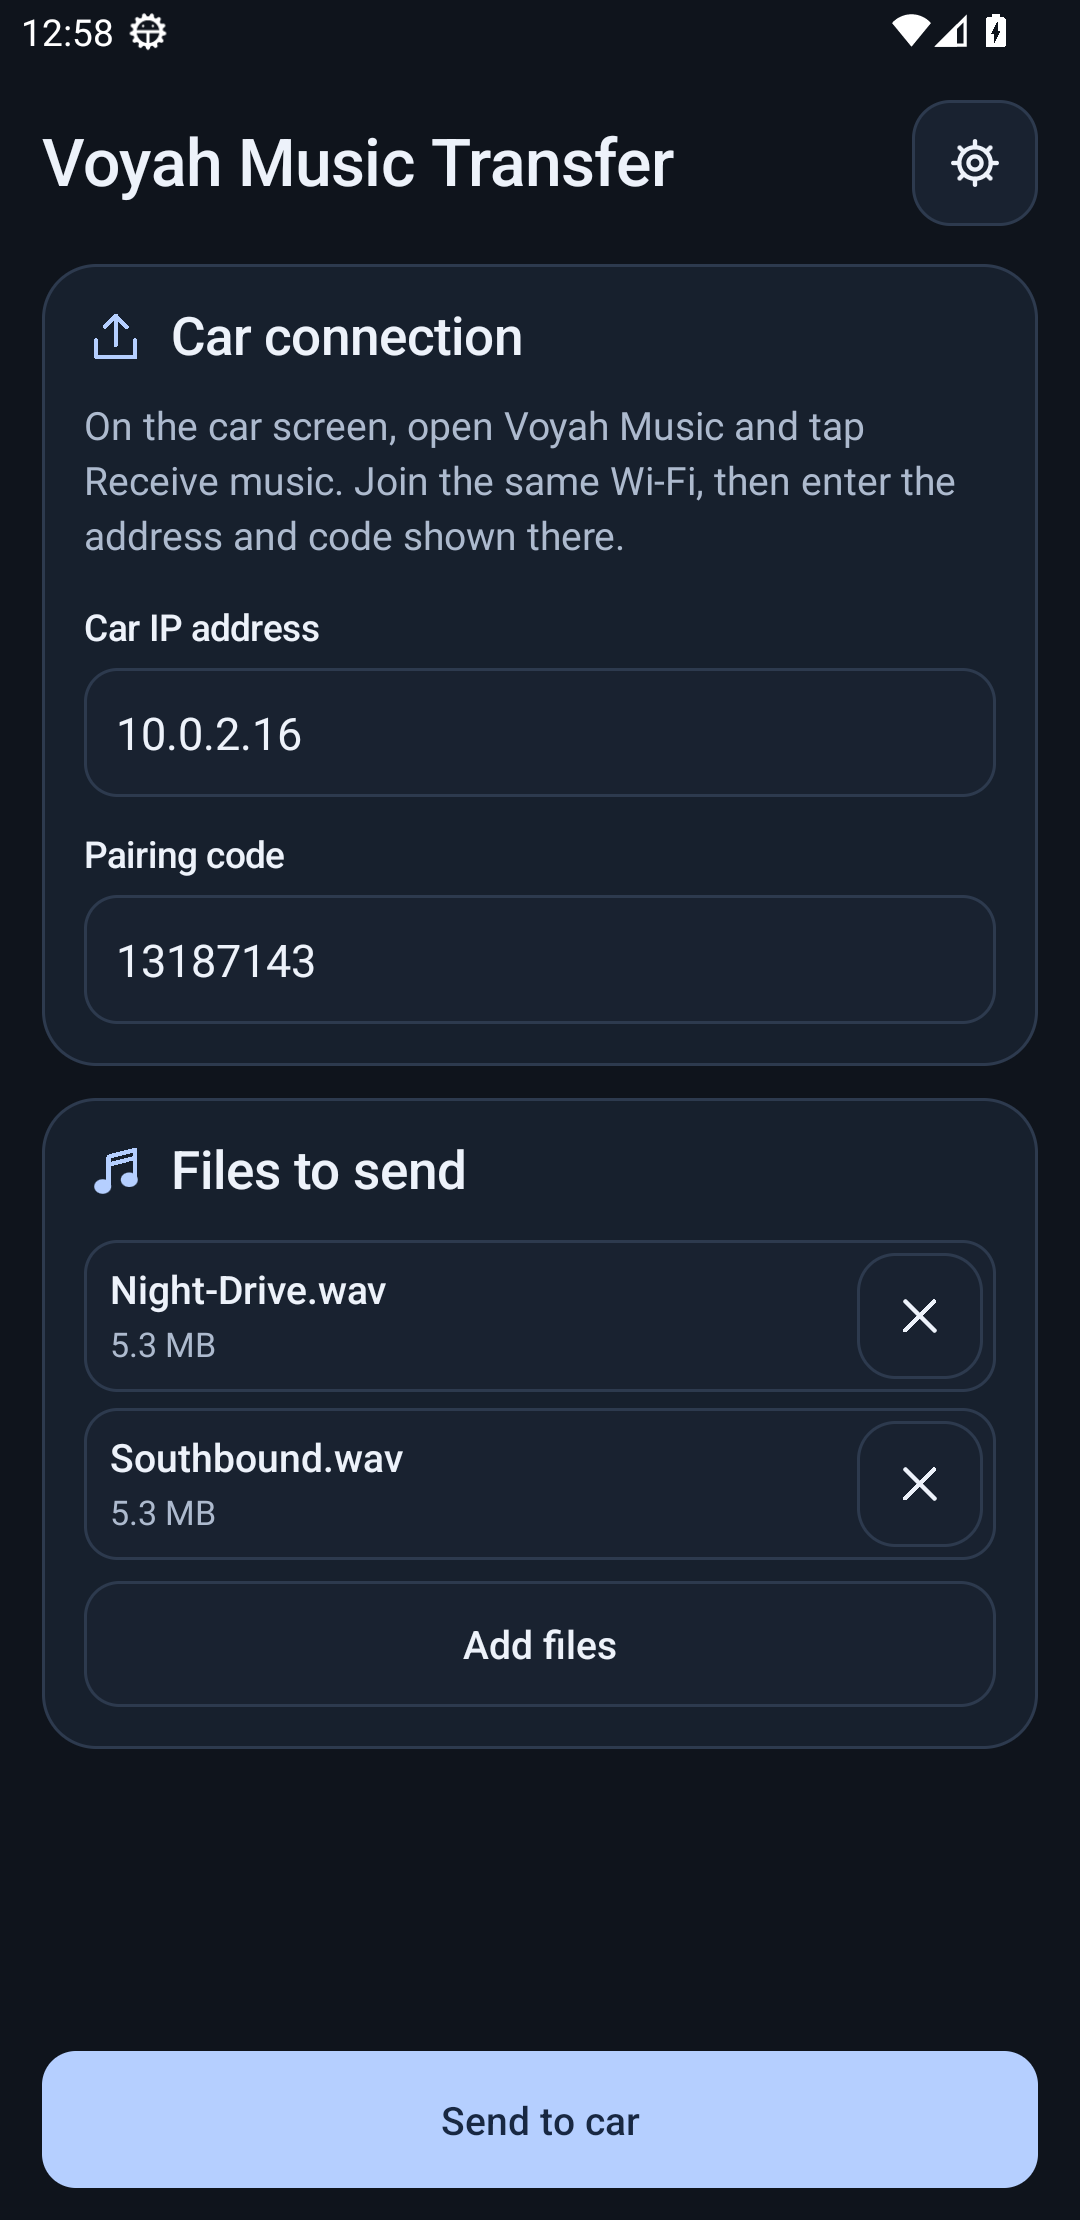 12:58
Voyah Music Transfer
Car connection
On the car screen, open Voyah Music and tap
Receive music. Join the same Wi-Fi, then enter the
address and code shown there.
Car IP address
10.0.2.16
Pairing code
13187143
Files to send
Night-Drive.wav
5.3 MB
Southbound.wav
5.3 MB
Add files
Send to car